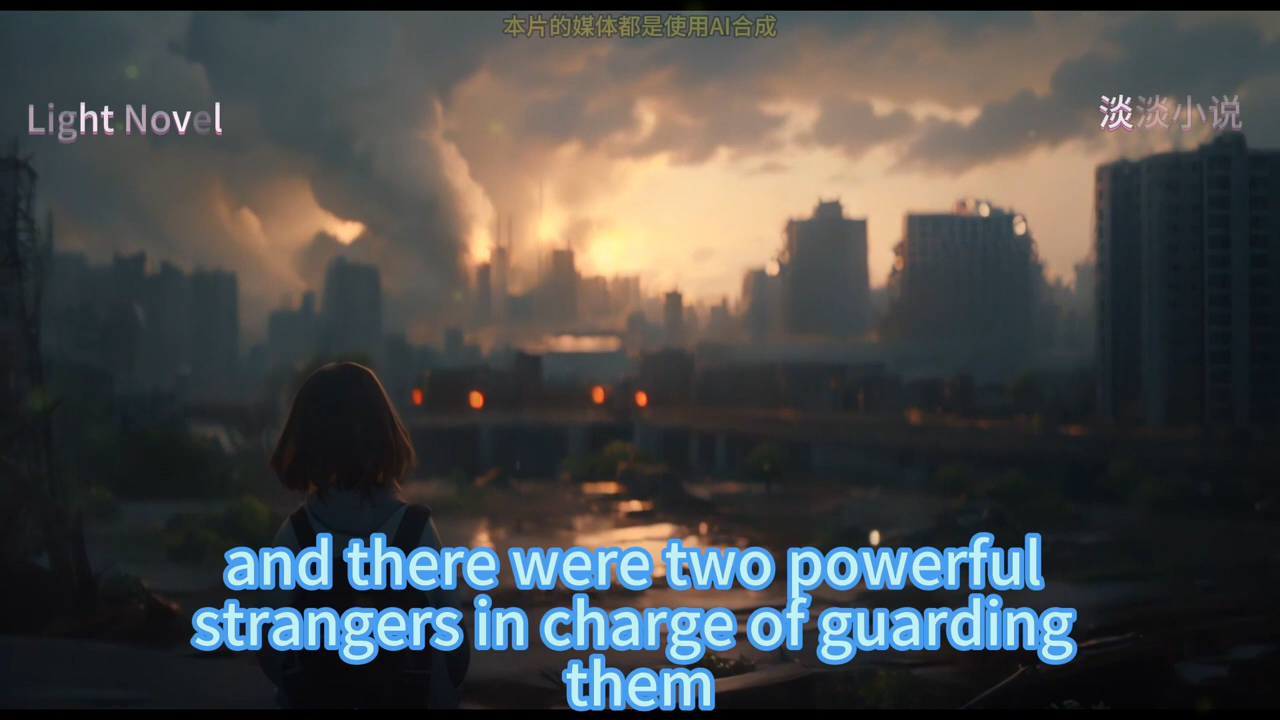 本片的媒体都是使用AI合成
Light Novel
淡淡小说
and there were two powerful
strangers in charge of guarding
them